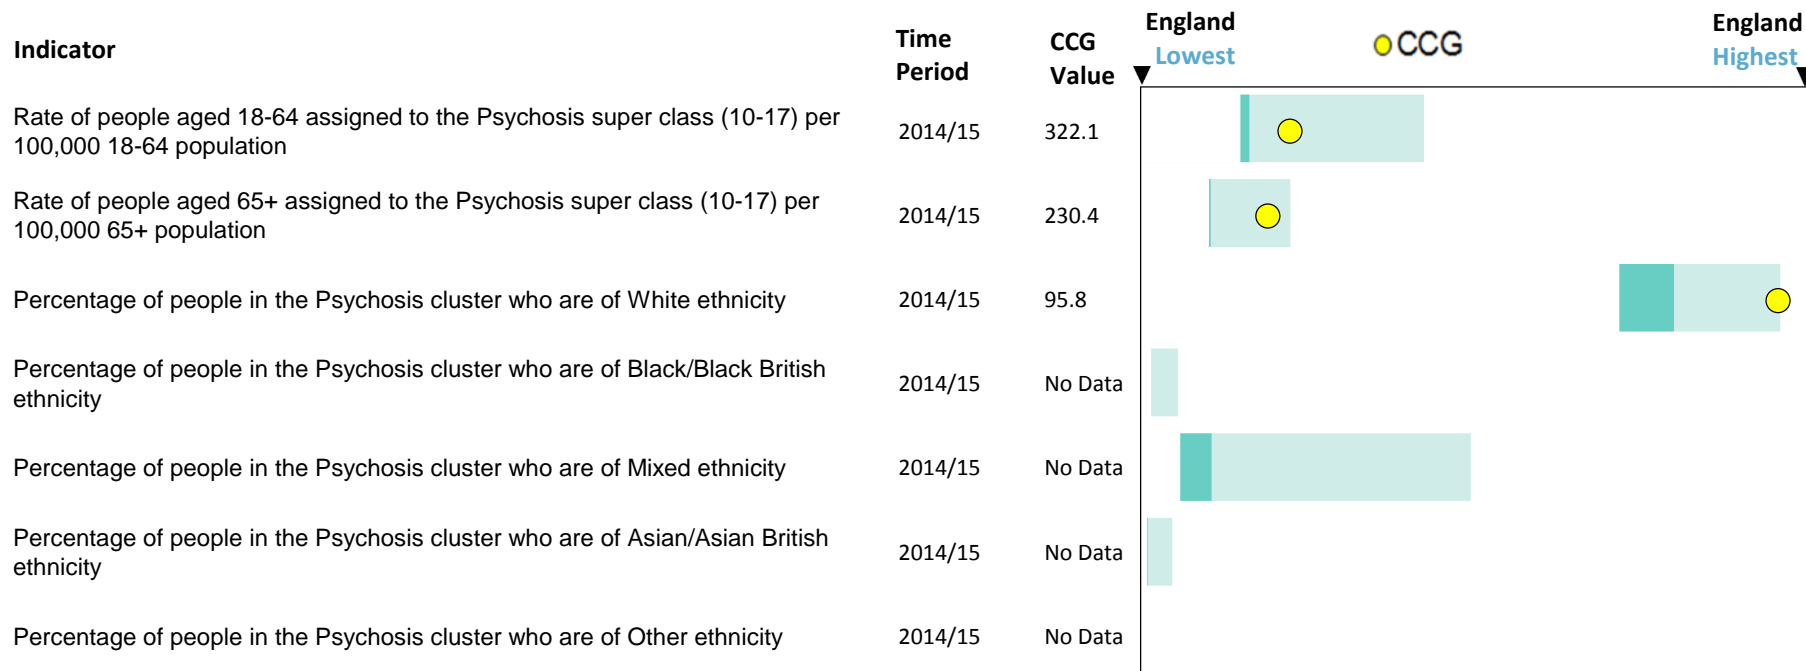 Indicator
Time
Period
CCG
Value
England
Lowest
CCG
England
Highest
Rate of people aged 18-64 assigned to the Psychosis super class (10-17) per
100,000 18-64 population
2014/15
322.1
Rate of people aged 65+ assigned to the Psychosis super class (10-17) per
100,000 65+ population
2014/15
230.4
Percentage of people in the Psychosis cluster who are of White ethnicity
2014/15
95.8
Percentage of people in the Psychosis cluster who are of Black/Black British
ethnicity
2014/15
No Data
Percentage of people in the Psychosis cluster who are of Mixed ethnicity
2014/15
No Data
Percentage of people in the Psychosis cluster who are of Asian/Asian British
ethnicity
2014/15
No Data
Percentage of people in the Psychosis cluster who are of Other ethnicity
2014/15
No Data